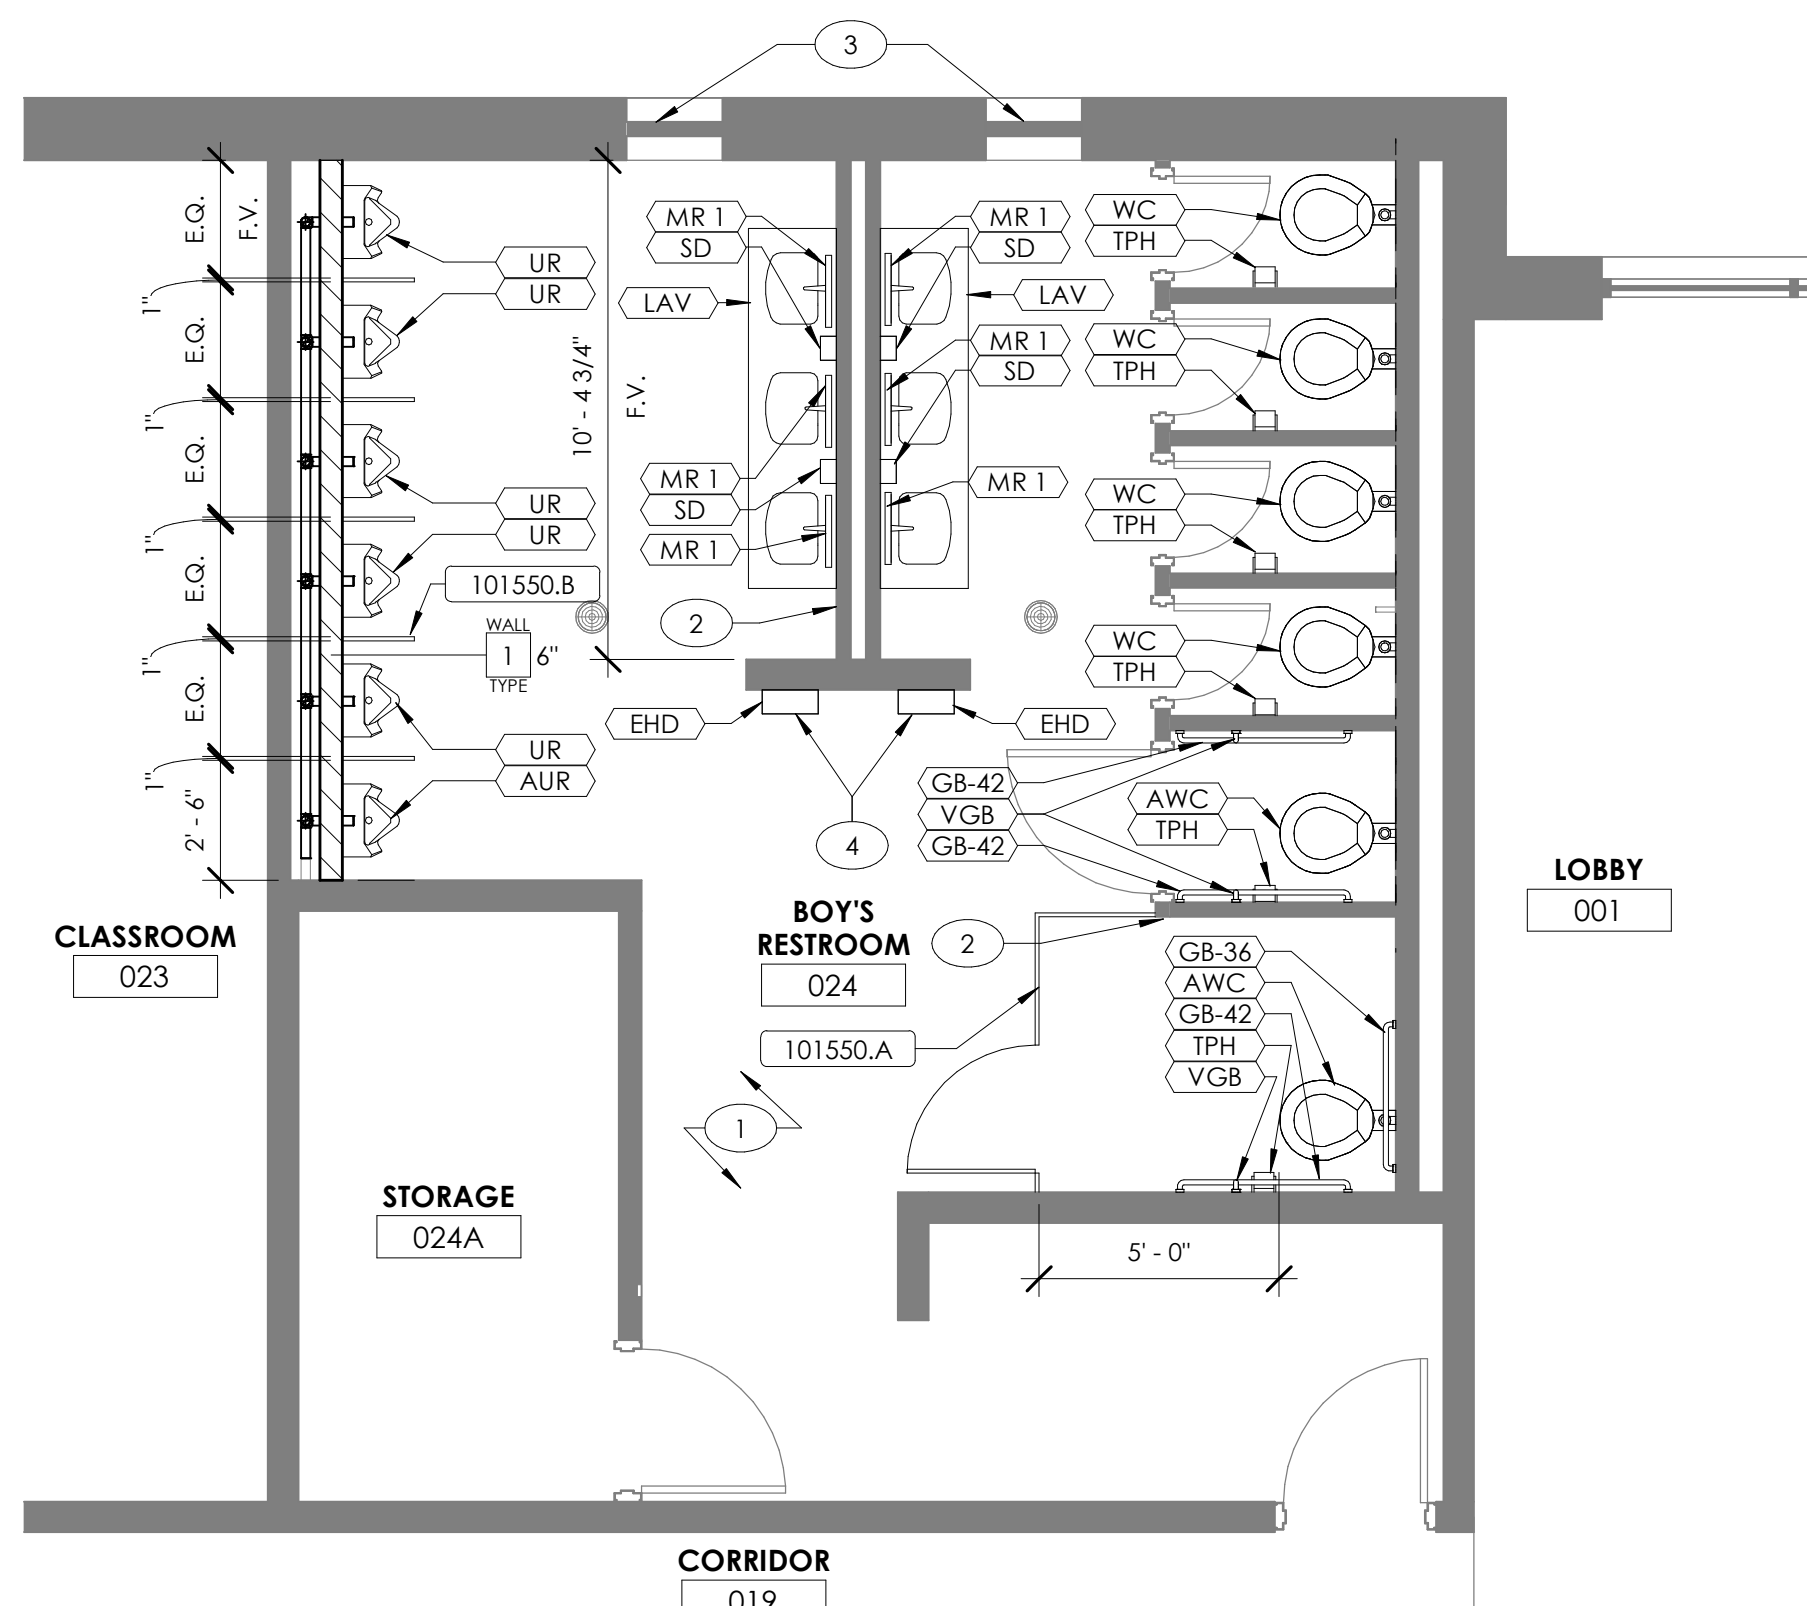 3
E.Q.
F.V.
1"
E.Q.
1"
E.Q.
1"
E.Q.
1"
E.Q.
1"
2' - 6"
UR
UR
UR
UR
101550.B
WALL
1
6"
TYPE
UR
AUR
10' - 4 3/4"
F.V.
MR 1
SD
LAV
MR 1
SD
MR 1
2
MR 1
SD
LAV
MR 1
SD
MR 1
WC
TPH
WC
TPH
WC
TPH
WC
TPH
EHD
EHD
4
GB-42
VGB
GB-42
AWC
TPH
LOBBY
001
CLASSROOM
023
BOY'S
RESTROOM
024
2
GB-36
AWC
GB-42
TPH
VGB
101550.A
1
STORAGE
024A
5' - 0"
CORRIDOR
019